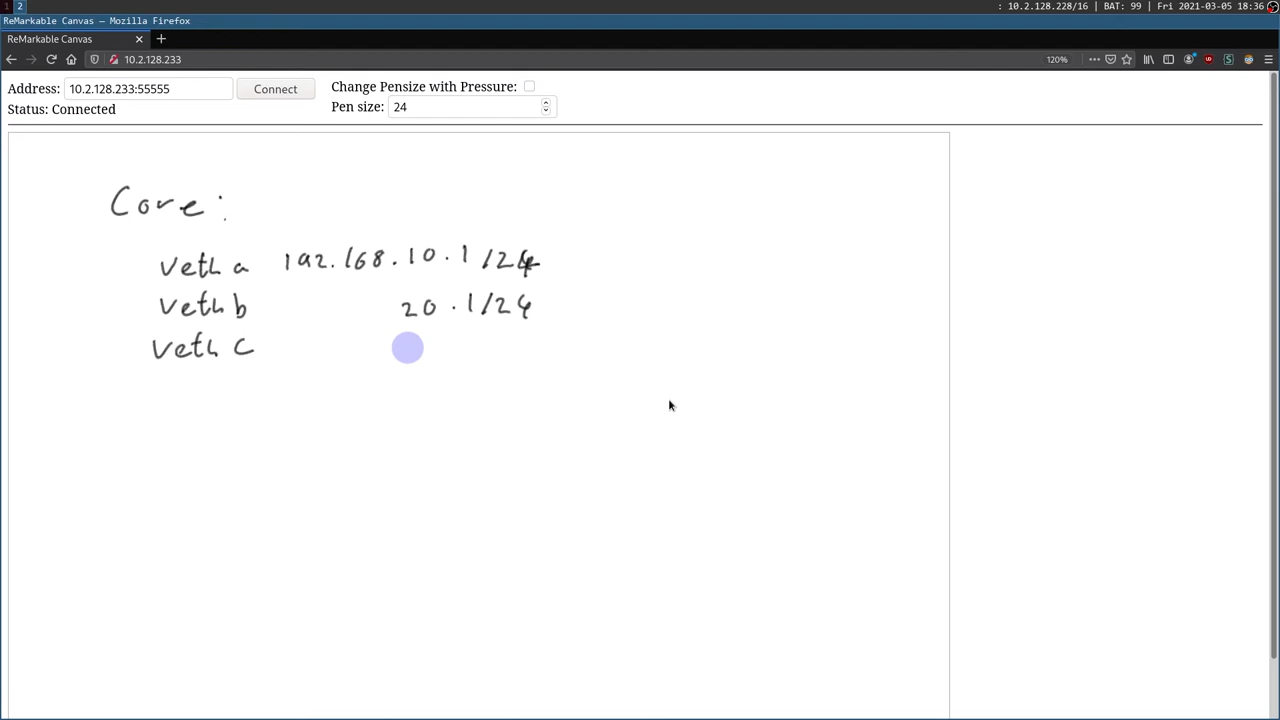 1 2 : 10.2.128.228/16 | BAT: 99 | Fri 2021-03-05 18:36
ReMarkable Canvas — Mozilla Firefox
ReMarkable Canvas
10.2.128.233 120%
Address: 10.2.128.233:55555 Connect Change Pensize with Pressure:
Status: Connected Pen size: 24
Core:
veth a 192.168.10.1/24
veth b 20.1/24
veth c